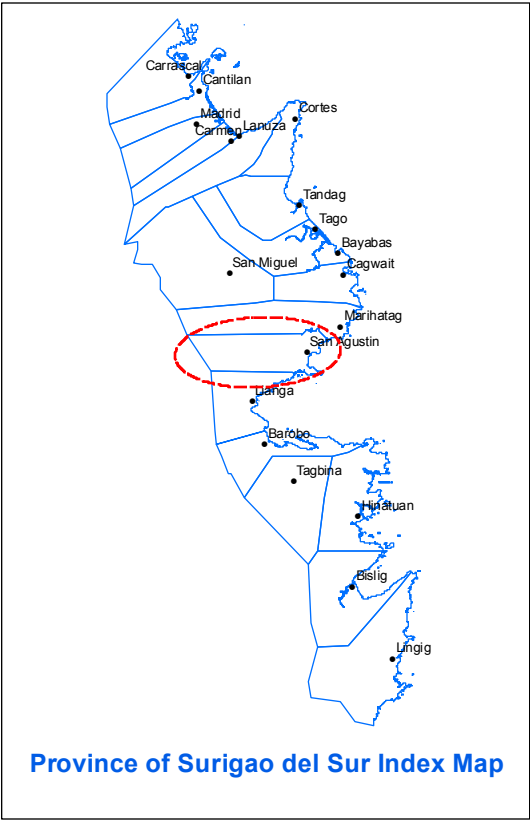 Carrascal
Cantilan
Madrid
Cortes
Carmen
Lanuza
Tandag
Tago
Bayabas
San Miguel
Cagwait
Marihatag
San Agustin
Lianga
Barobo
Tagbina
Hinatuan
Bislig
Lingig
Province of Surigao del Sur Index Map